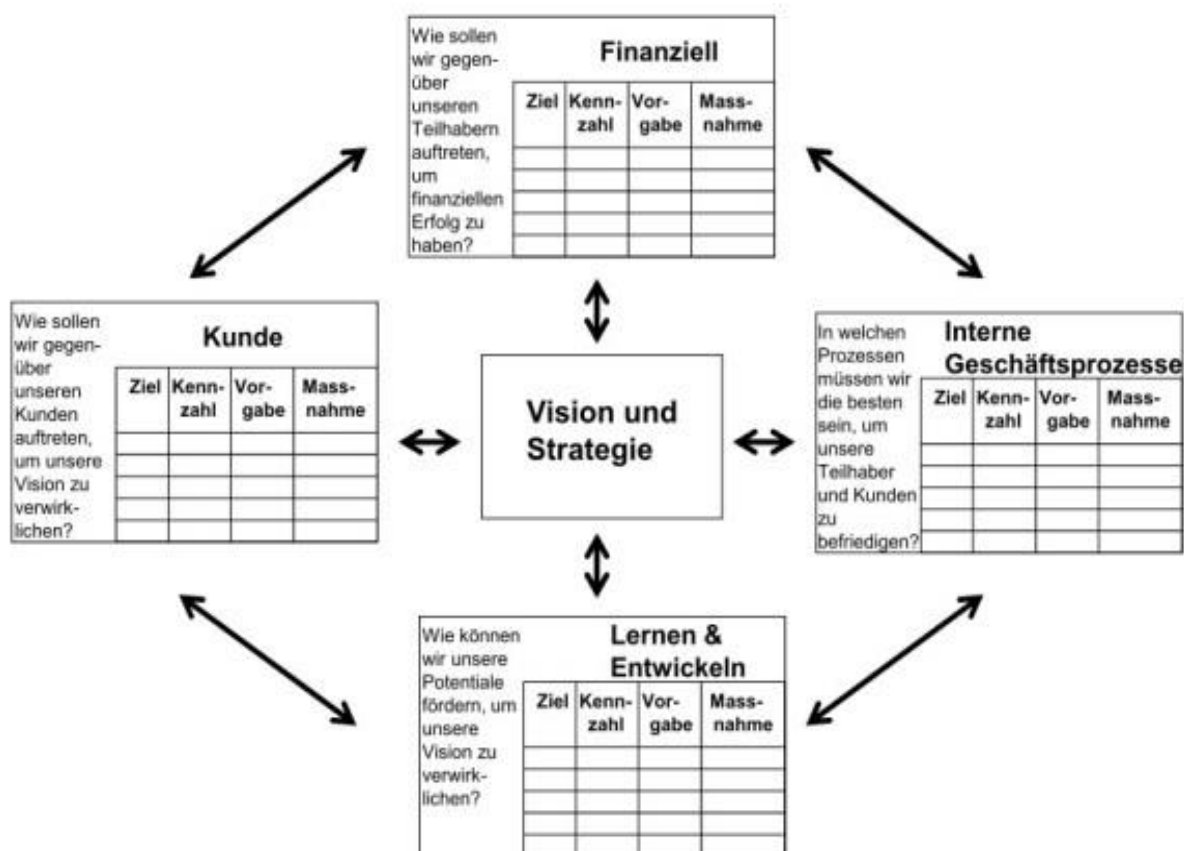 Wie sollen
wir gegen-
über
unseren
Teilhabern
auftreten,
um
finanziellen
Erfolg zu
haben?
Finanziell
Ziel Kenn- Vor- Mass-
zahl gabe nahme
Wie sollen
wir gegen-
über
unseren
Kunden
auftreten,
um unsere
Vision zu
verwirk-
lichen?
Kunde
Ziel Kenn- Vor- Mass-
zahl gabe nahme
Vision und
Strategie
In welchen
Prozessen
müssen wir
die besten
sein, um
unsere
Teilhaber
und Kunden
zu
befriedigen?
Interne
Geschäftsprozesse
Ziel Kenn- Vor- Mass-
zahl gabe nahme
Wie können
wir unsere
Potentiale
fördern, um
unsere
Vision zu
verwirk-
lichen?
Lernen &
Entwickeln
Ziel Kenn- Vor- Mass-
zahl gabe nahme